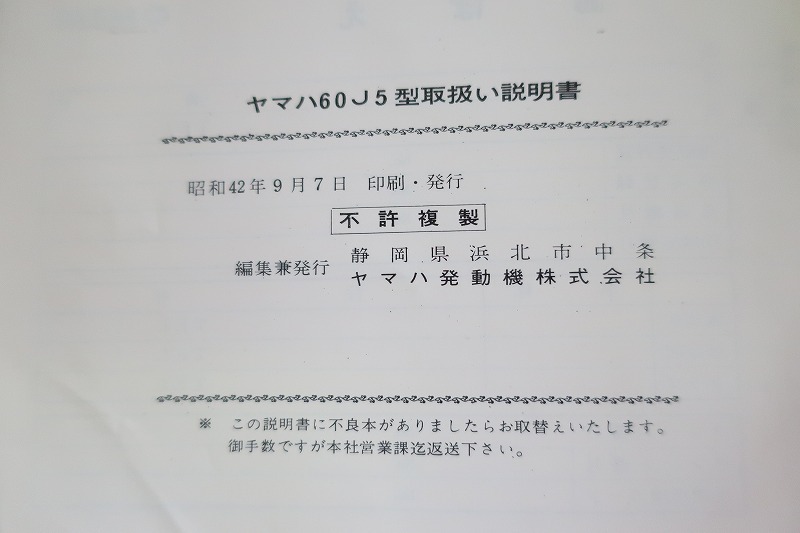 ヤマハ60J5型取扱い説明書
昭和42年9月7日 印刷・発行
不許複製
静岡県浜北市中条
編集兼発行
ヤマハ発動機株式会社
※ この説明書に不良本がありましたらお取替えいたします。
御手数ですが本社営業課迄返送下さい。